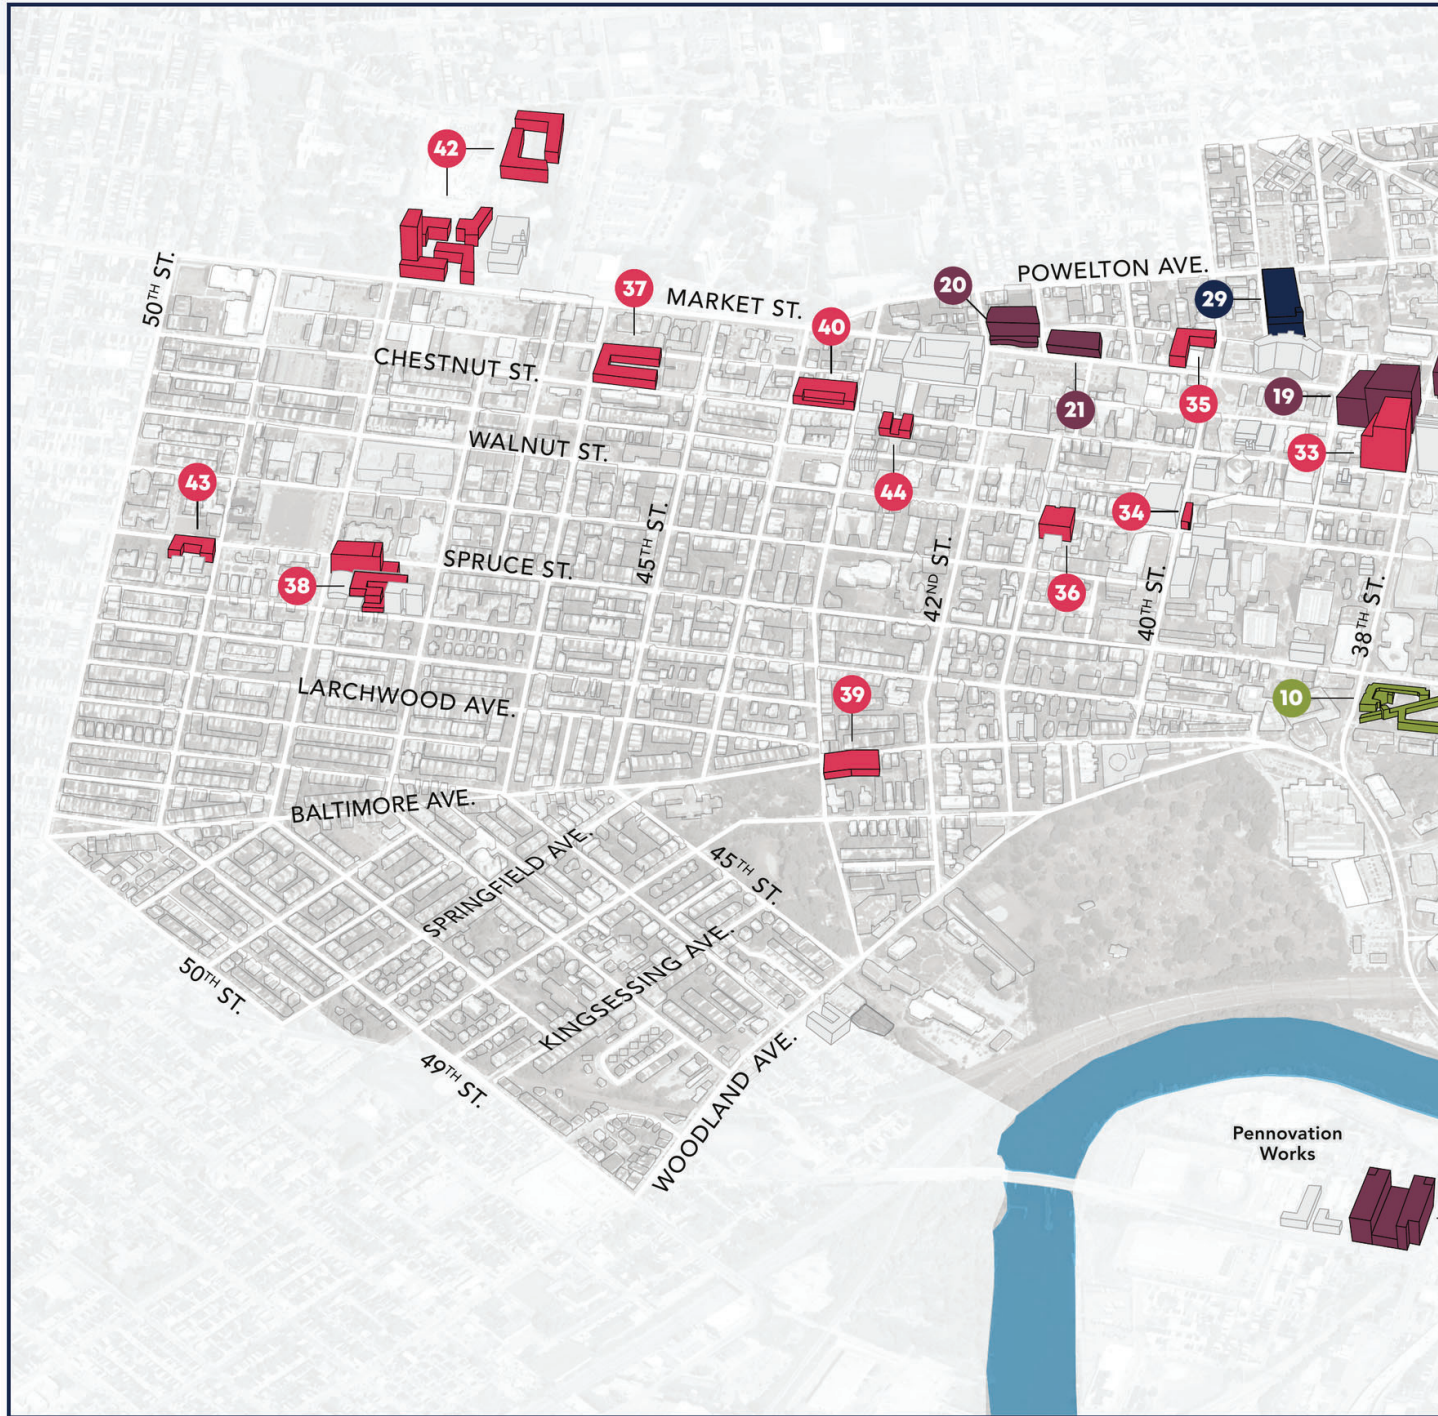 42
50TH ST.
37
MARKET ST.
20
POWELTON AVE.
29
40
CHESTNUT ST.
21
35
19
WALNUT ST.
33
43
44
34
45TH ST.
42ND ST.
SPRUCE ST.
38
36
40TH ST.
38TH ST.
LARCHWOOD AVE.
39
10
BALTIMORE AVE.
SPRINGFIELD AVE.
45TH ST.
50TH ST.
KINGSESSING AVE.
49TH ST.
WOODLAND AVE.
Pennovation
Works